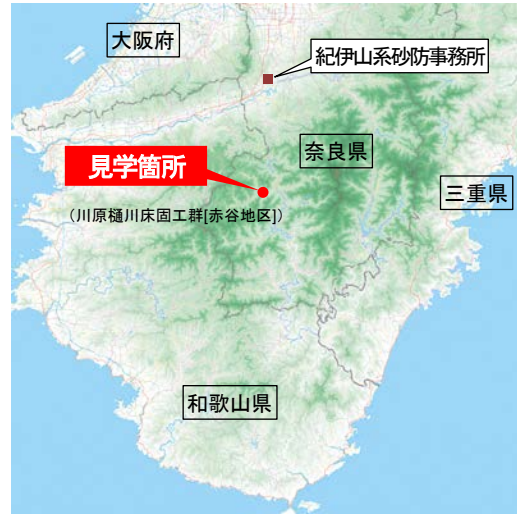 大阪府
紀伊山系砂防事務所
奈良県
見学箇所
三重県
（川原樋川床固工群[赤谷地区]）
和歌山県